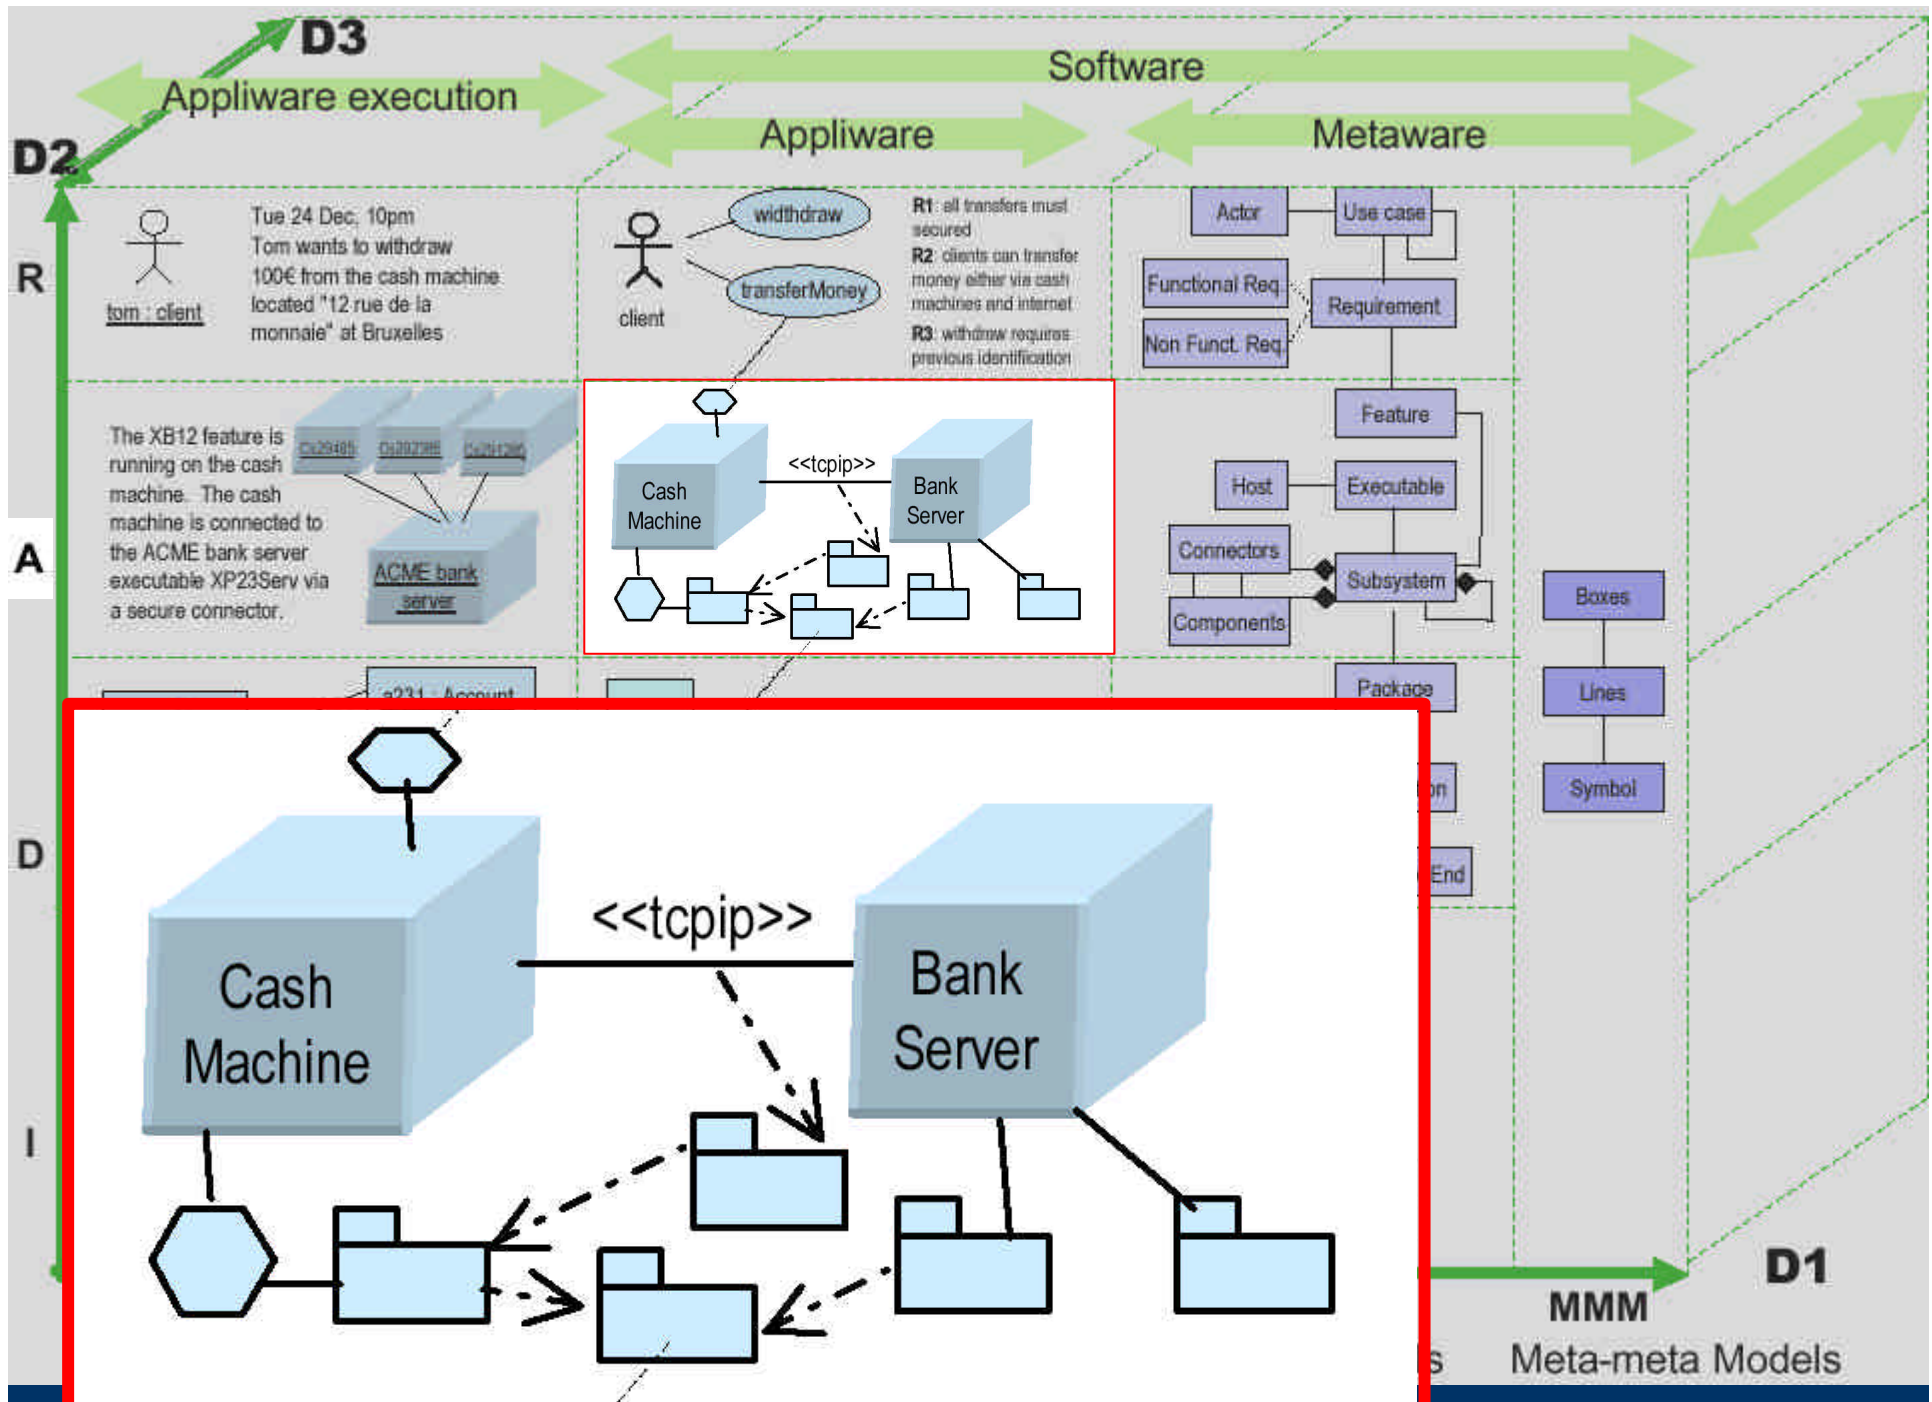 D3
Software
Appliware execution
Appliware
Metaware
D2
R
tom : client
Tue 24 Dec, 10pm
Tom wants to withdraw
100€ from the cash machine
located "12 rue de la
monnaie" at Bruxelles
client
widthdraw
transferMoney
R1: all transfers must
secured
R2: clients can transfer
money either via cash
machines and internet
R3: withdraw requires
previous identifiication
Actor
Use case
Functional Req.
Requirement
Non Funct. Req.
A
The XB12 feature is
running on the cash
machine. The cash
machine is connected to
the ACME bank server
executable XP23Serv via
a secure connector.
ACME bank
server
Cash
Machine
<<tcpip>>
Bank
Server
Feature
Host
Executable
Connectors
Subsystem
Components
Boxes
Lines
Symbol
a231 : Account
Package
on
End
D
I
Cash
Machine
<<tcpip>>
Bank
Server
D1
MMM
s
Meta-meta Models